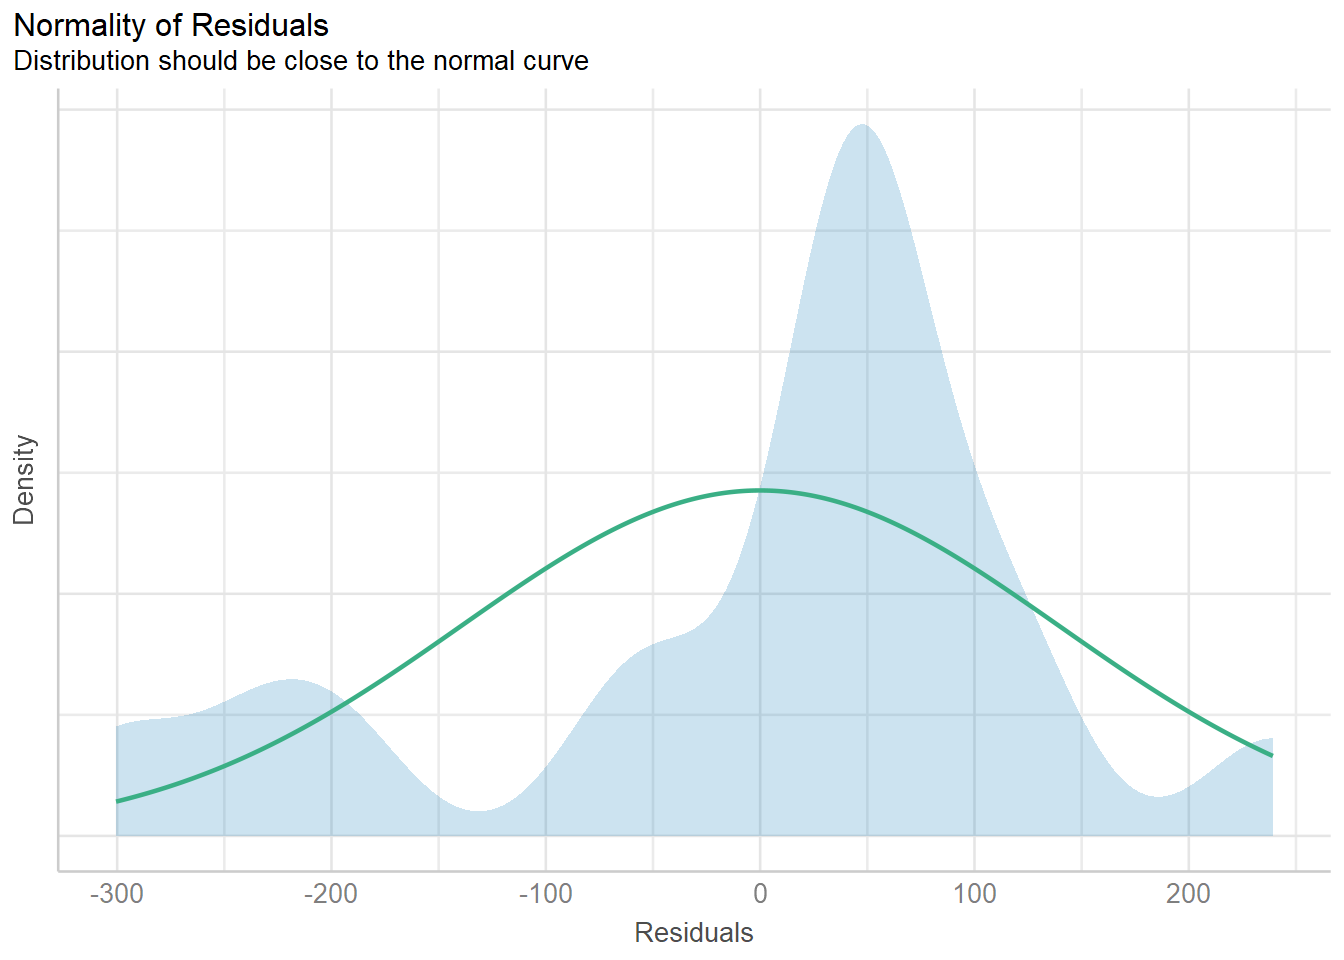 Normality of Residuals
Distribution should be close to the normal curve
Density
-300 -200 -100 0 100 200
Residuals